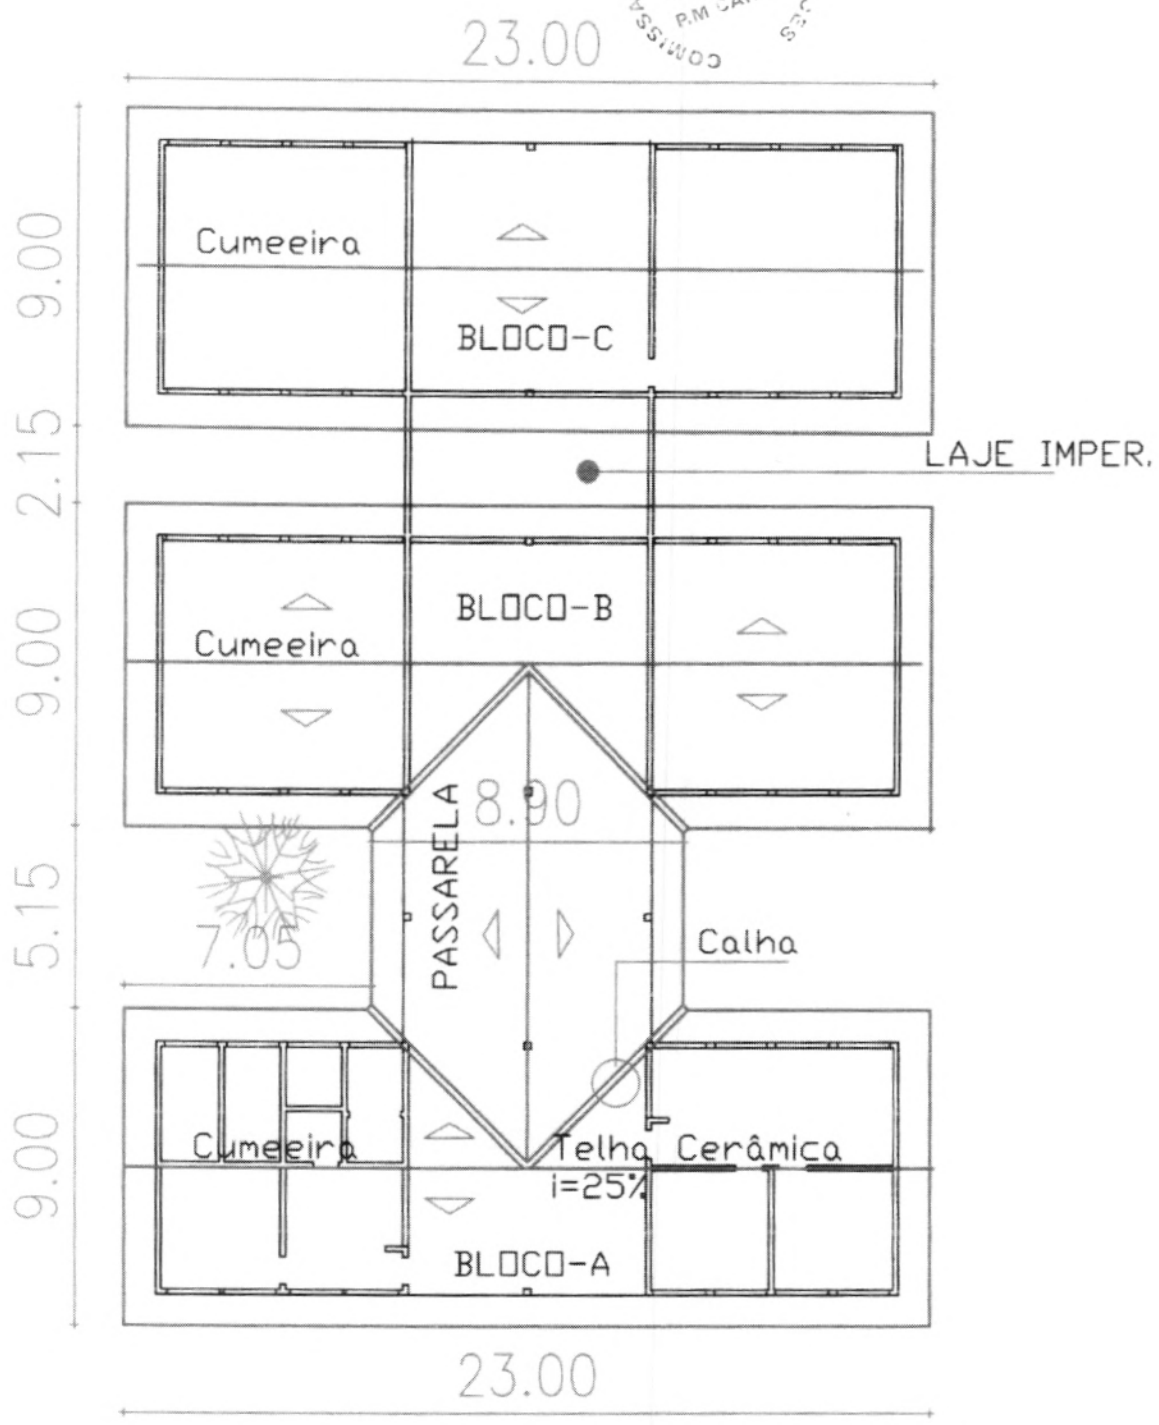 P.M
23.00
9.00
Cumeeira
BLOCO-C
2.15
LAJE IMPER.
BLOCO-B
9.00
Cumeeira
PASSARELA
8.90
5.15
7.05
Calha
9.00
Cumeeira
Telha Cerâmica
i=25%
BLOCO-A
23.00